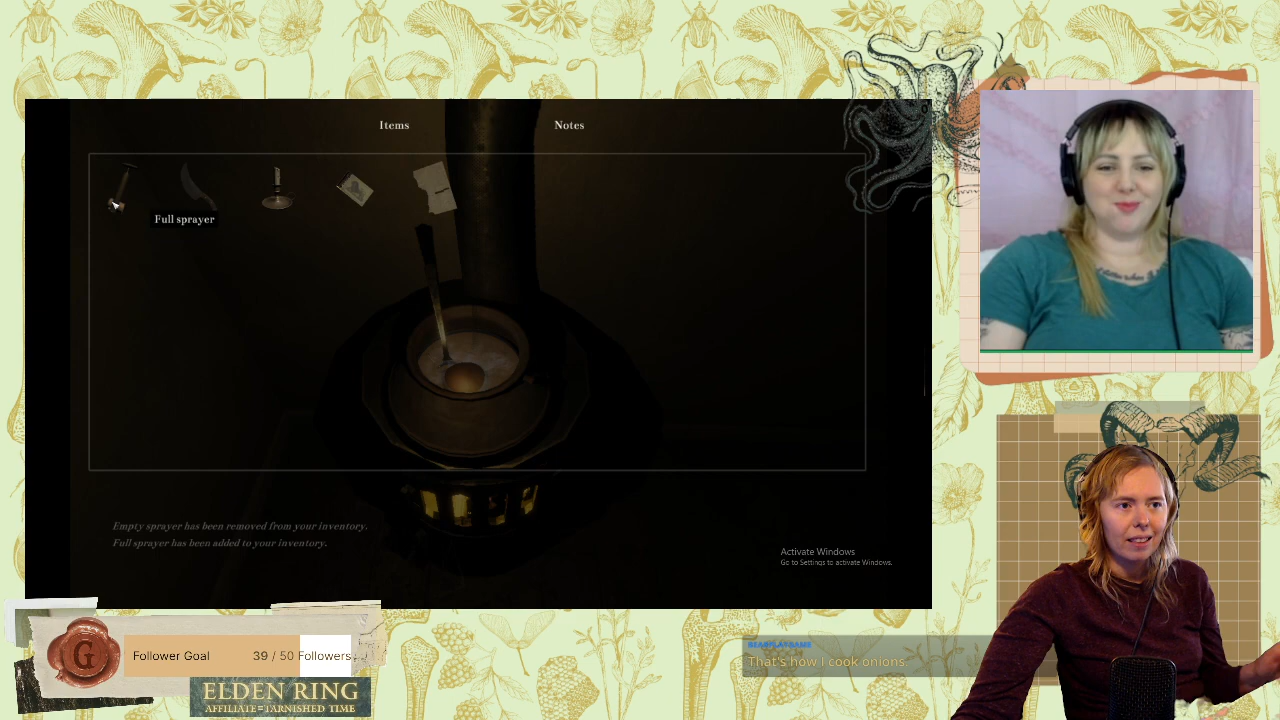 Items
Notes
Full sprayer
Empty sprayer has been removed from your inventory.
Full sprayer has been added to your inventory.
Activate Windows
Go to Settings to activate Windows.
G
Follower Goal
39 / 50 Followers
ELDEN RING
AFFILIATE=TARNISHED TIME
That's how I cook onions